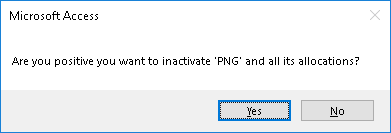 Microsoft Access
Are you positive you want to inactivate 'PNG' and all its allocations?
Yes No